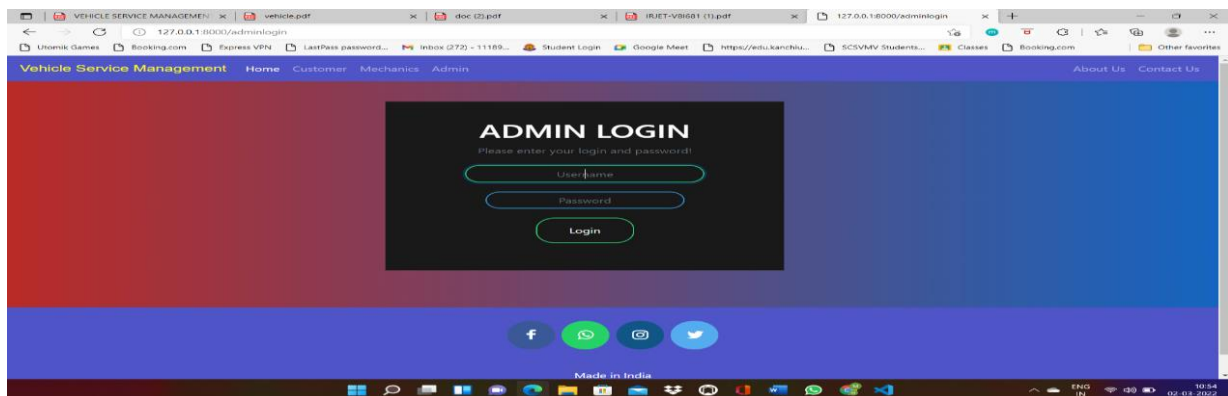 VEHICLE SERVICE MANAGEMEN vehicle.pdf doc (2).pdf IRJET-V8I681 (1).pdf 127.0.0.1:8000/adminlogin
127.0.0.1:8000/adminlogin
Uhomik Games Booking.com Express VPN LastPass password... Inbox (272) - 11189... Student Login Google Meet https://edu.kanchiu... SCSVMV Students... Classes Booking.com Other favorites
Vehicle Service Management Home Customer Mechanics Admin About Us Contact Us
ADMIN LOGIN
Please enter your login and password!
Username
Password
Login
Made in India
ENG 10:54
IN 02-03-2022